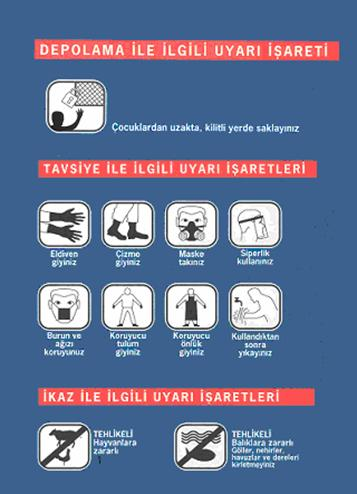 DEPOLAMA İLE İLGİLİ UYARI İŞARETİ
Çocuklardan uzakta, kilitli yerde saklayınız
TAVSİYE İLE İLGİLİ UYARI İŞARETLERİ
Eldiven
giyiniz
Çizme
giyiniz
Maske
takınız
Siperlik
kullanınız
Burun ve
ağızı
koruyunuz
Koruyucu
tulum
giyiniz
Koruyucu
önlük
giyiniz
Kullandıktan
sonra
yıkayınız
İKAZ İLE İLGİLİ UYARI İŞARETLERİ
TEHLİKELİ
Hayvanlara
zararlı
TEHLİKELİ
Balıklara zararlı
Göller, nehirler,
havuzlar ve dereleri
kirletmeyiniz